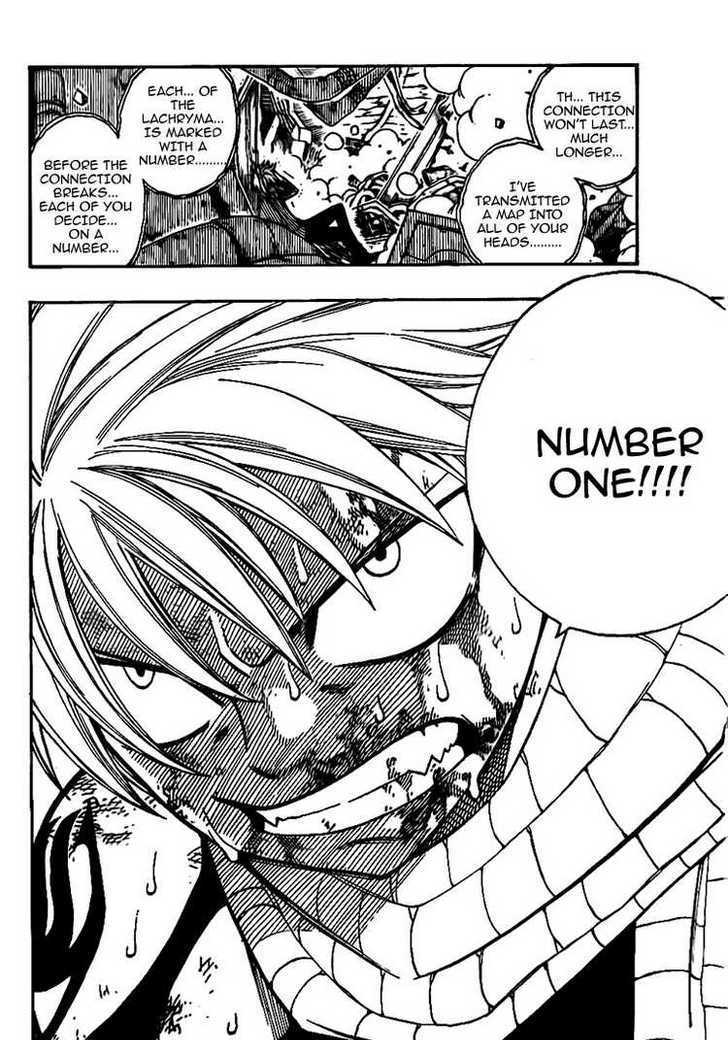 TH... THIS
CONNECTION
WON'T LAST...
MUCH
LONGER...
I'VE
TRANSMITTED
A MAP INTO
ALL OF YOUR
HEADS.........
EACH... OF
THE
LACHRYMA...
IS MARKED
WITH A
NUMBER.........
BEFORE THE
CONNECTION
BREAKS...
EACH OF YOU
DECIDE...
ON A
NUMBER...
NUMBER
ONE!!!!